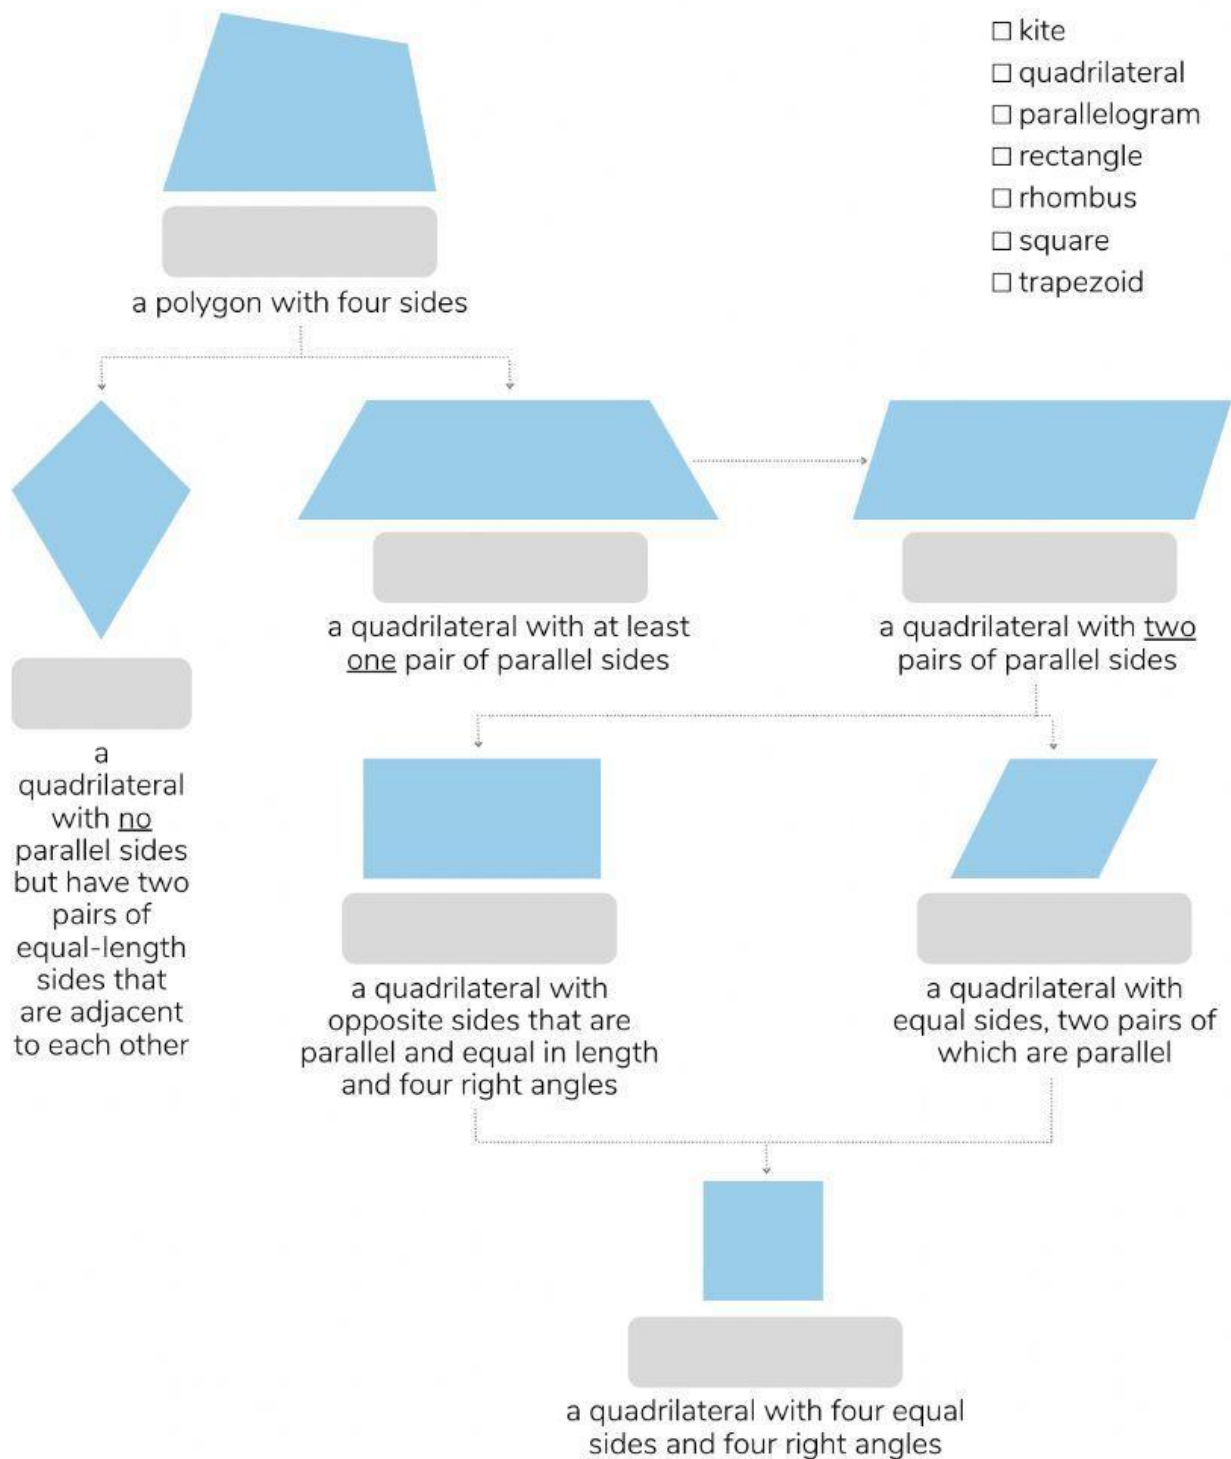 ☐ kite
☐ quadrilateral
☐ parallelogram
☐ rectangle
☐ rhombus
☐ square
☐ trapezoid
a polygon with four sides
a quadrilateral with at least
one pair of parallel sides
a quadrilateral with two
pairs of parallel sides
a
quadrilateral
with no
parallel sides
but have two
pairs of
equal-length
sides that
are adjacent
to each other
a quadrilateral with
opposite sides that are
parallel and equal in length
and four right angles
a quadrilateral with
equal sides, two pairs of
which are parallel
a quadrilateral with four equal
sides and four right angles